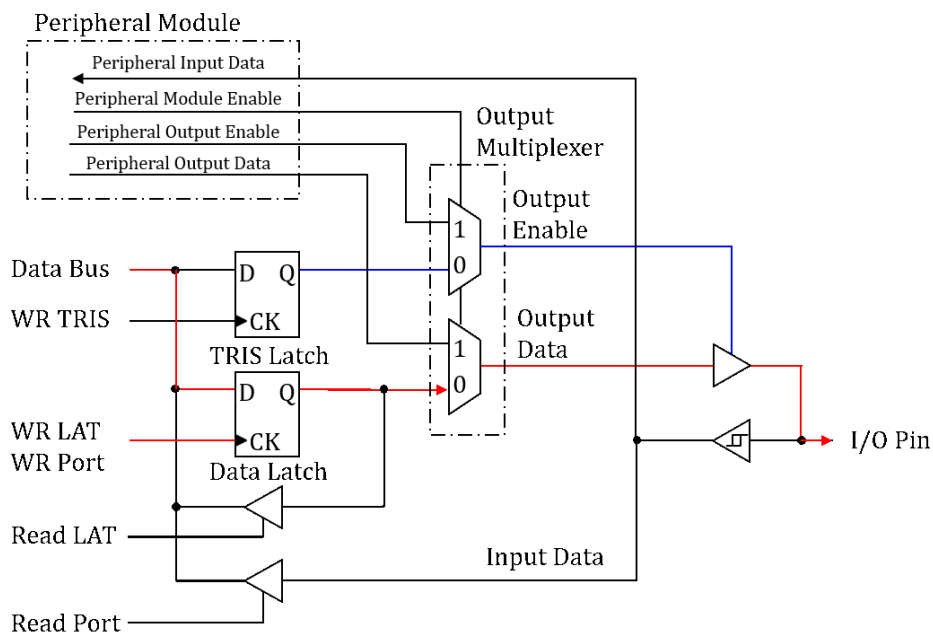 Peripheral Module
Peripheral Input Data
Peripheral Module Enable
Peripheral Output Enable
Peripheral Output Data
Output
Multiplexer
Output
Enable
1
0
Data Bus
D Q
WR TRIS
CK
TRIS Latch
Output
Data
1
0
D Q
WR LAT
CK
WR Port
Data Latch
I/O Pin
Read LAT
Input Data
Read Port